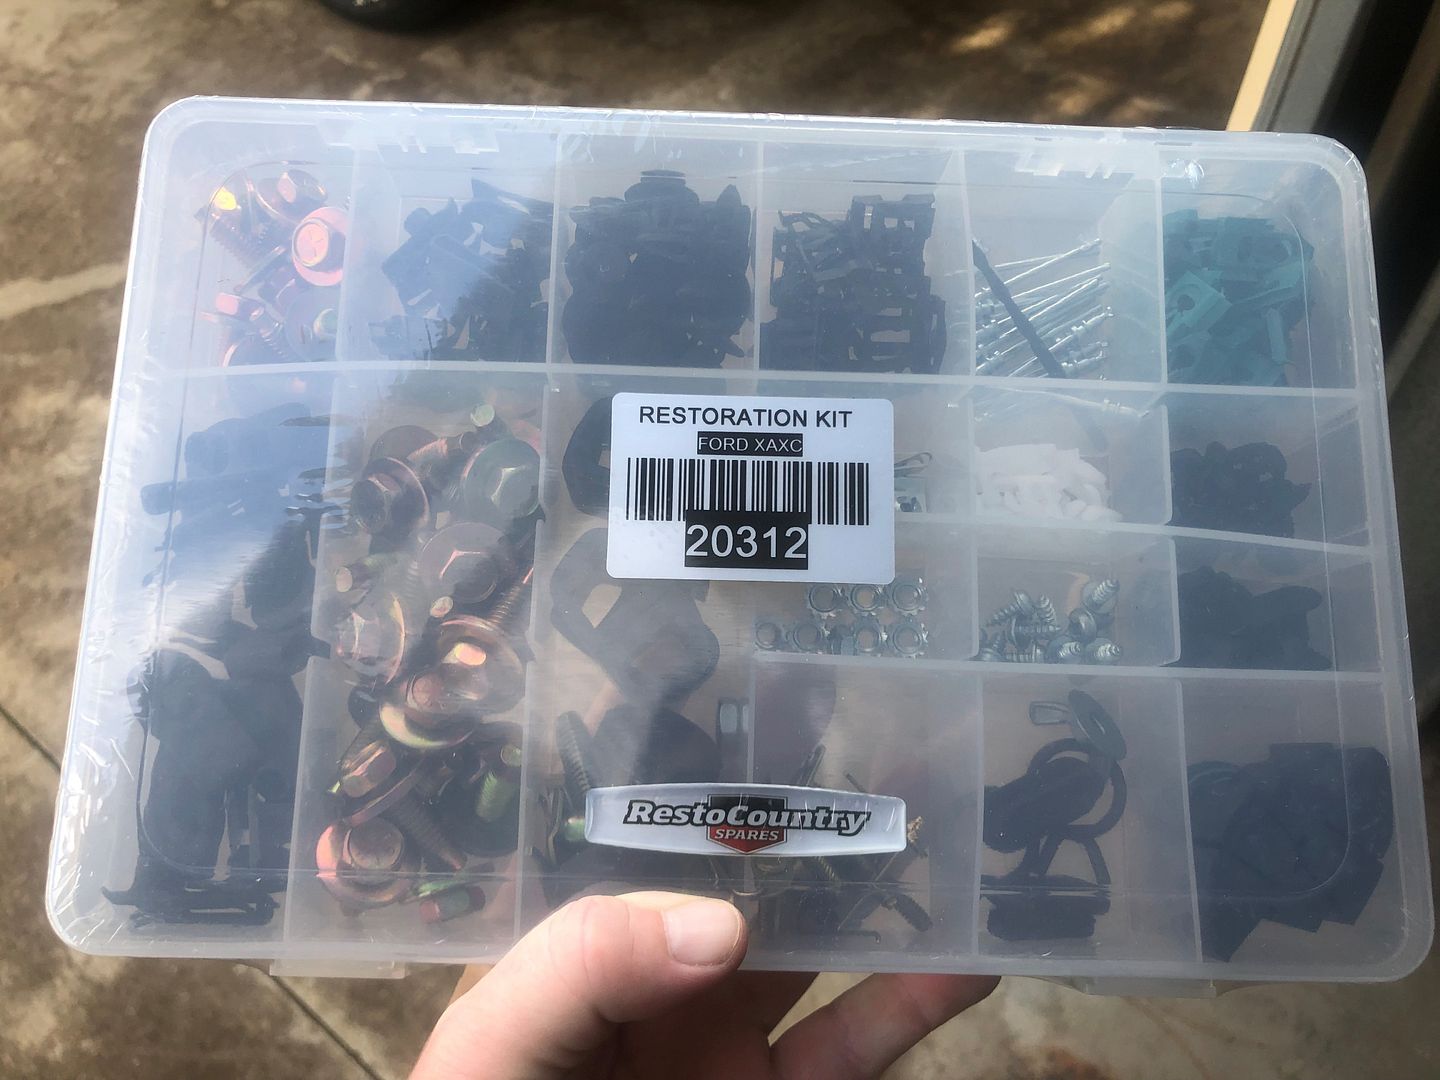 RESTORATION KIT
FORD XAXC
20312
RestoCountry
SPARES